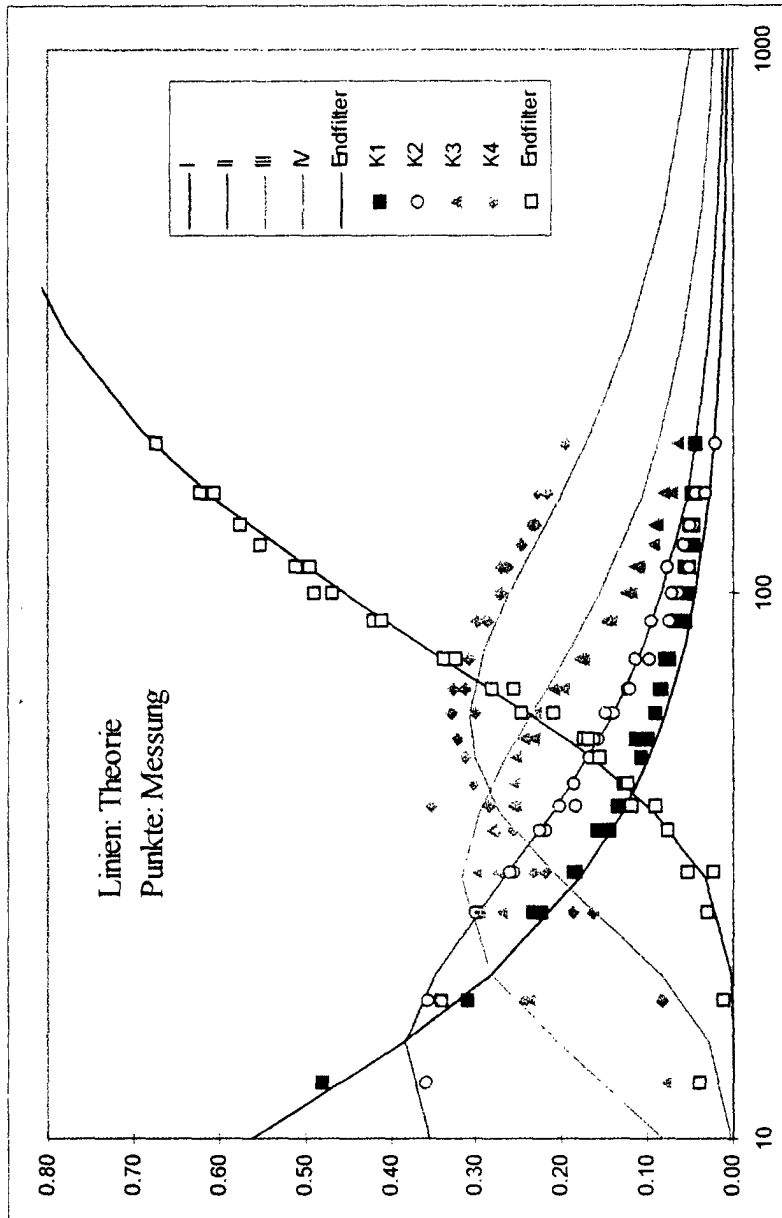 Linien: Theorie
Punkte: Messung
0.80
0.70
0.60
0.50
0.40
0.30
0.20
0.10
0.00
10
100
1000
I
II
III
IV
Endfilter
K1
K2
K3
K4
Endfilter